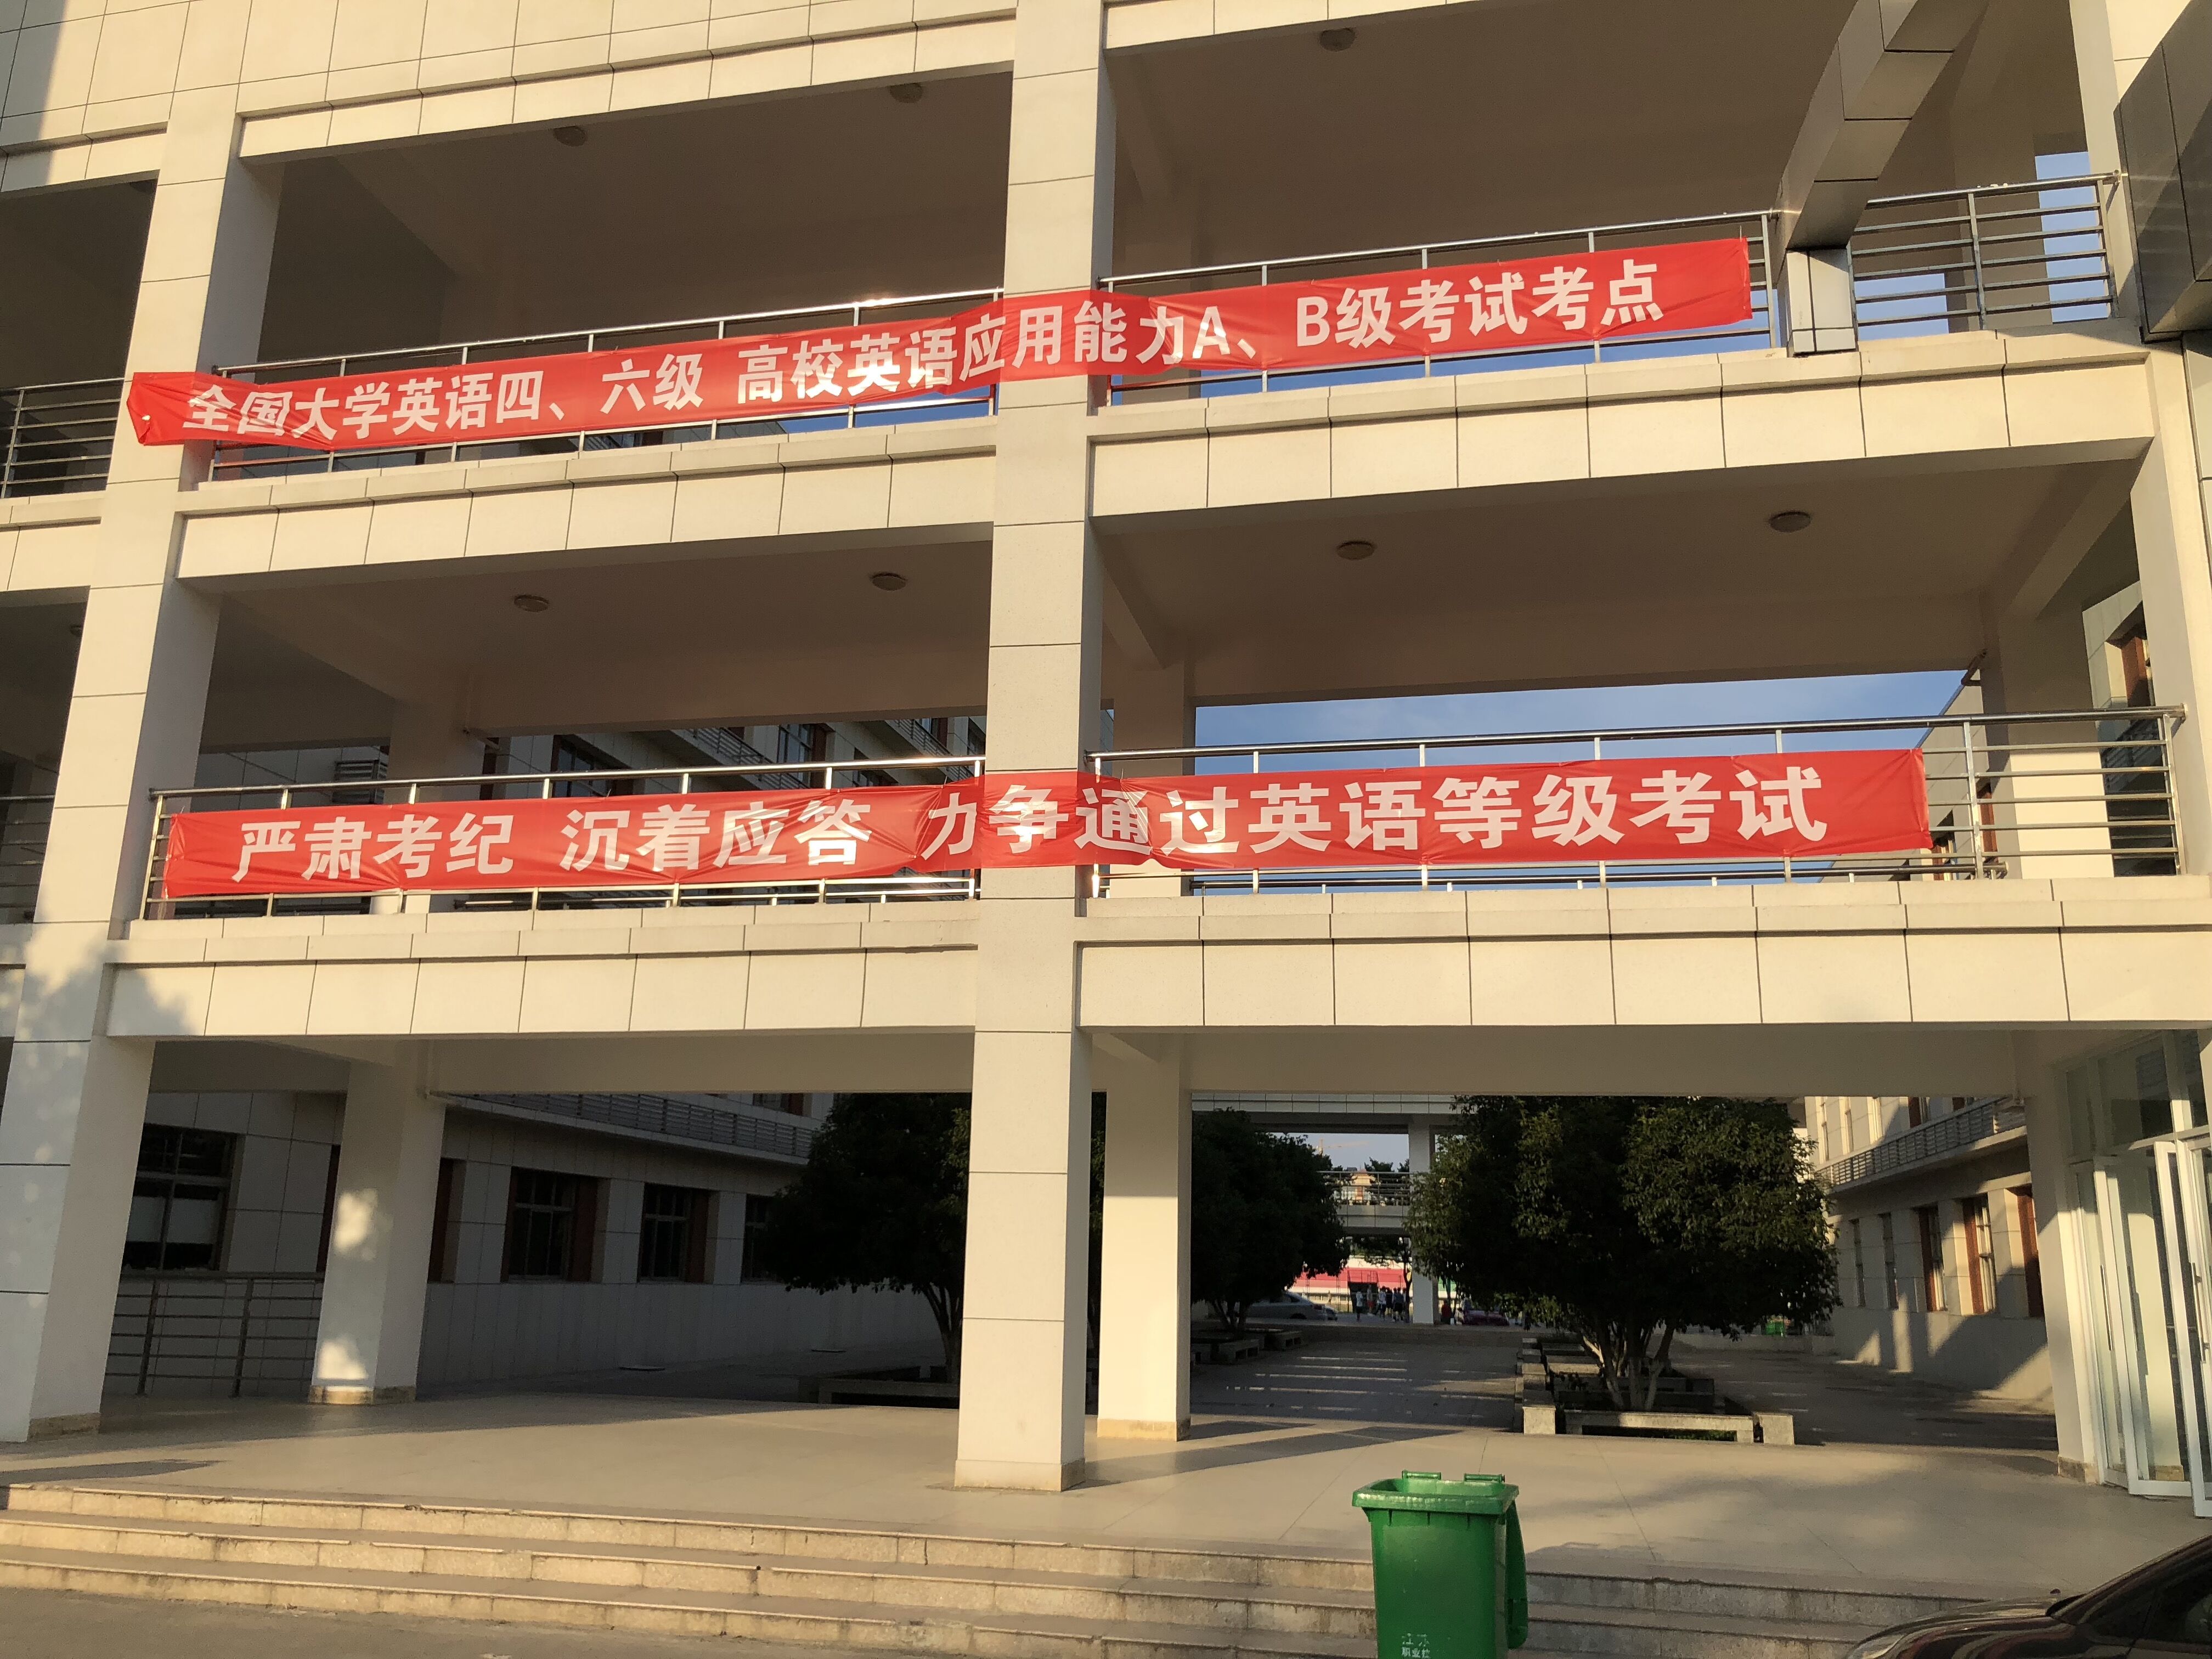 全国大学英语四、六级 高校英语应用能力A、B级考试考点
严肃考纪 沉着应答 力争通过英语等级考试